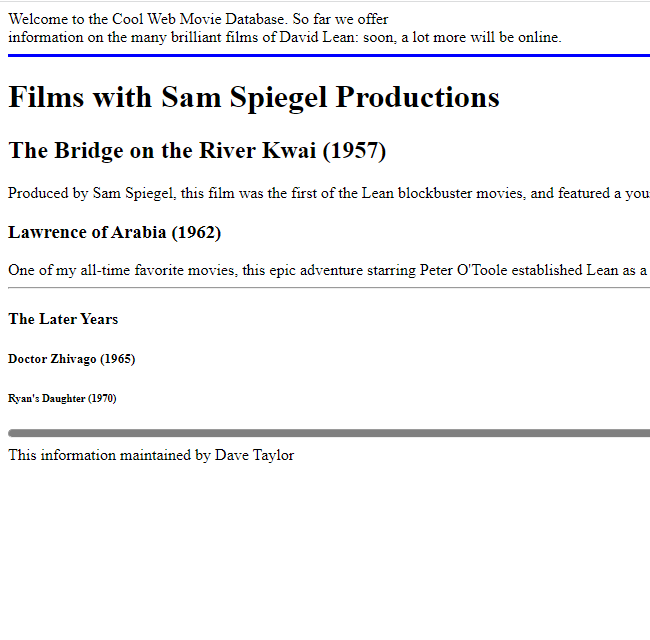 Welcome to the Cool Web Movie Database. So far we offer
information on the many brilliant films of David Lean: soon, a lot more will be online.
Films with Sam Spiegel Productions
The Bridge on the River Kwai (1957)
Produced by Sam Spiegel, this film was the first of the Lean blockbuster movies, and featured a
Lawrence of Arabia (1962)
One of my all-time favorite movies, this epic adventure starring Peter O'Toole established Lean as a
The Later Years
Doctor Zhivago (1965)
Ryan's Daughter (1970)
This information maintained by Dave Taylor